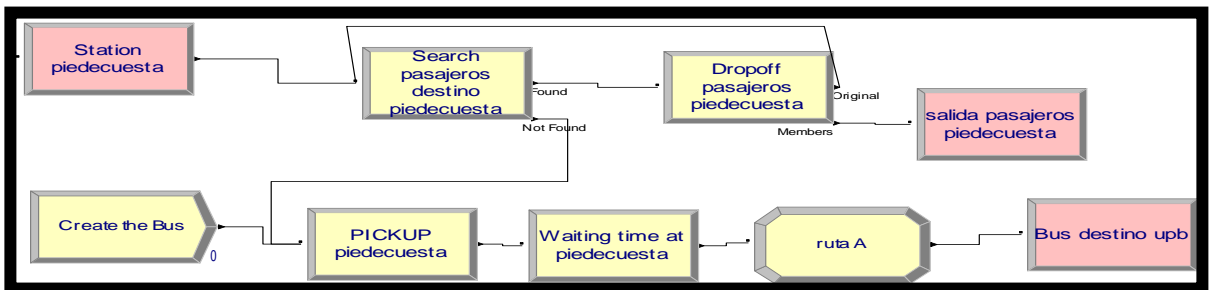 Station
piedecuesta
Search
pasajeros
destino
piedecuesta
Found
Not Found
Dropoff
pasajeros
piedecuesta
Original
Members
salida pasajeros
piedecuesta
Create the Bus
0
PICKUP
piedecuesta
Waiting time at
piedecuesta
ruta A
Bus destino upb